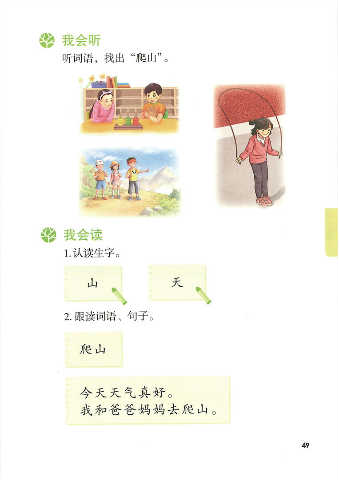 我会听
听词语，找出“爬山”。
我会读
1.认读生字。
山 天
2.跟读词语、句子。
爬山
今天天气真好。
我和爸爸妈妈去爬山。
49